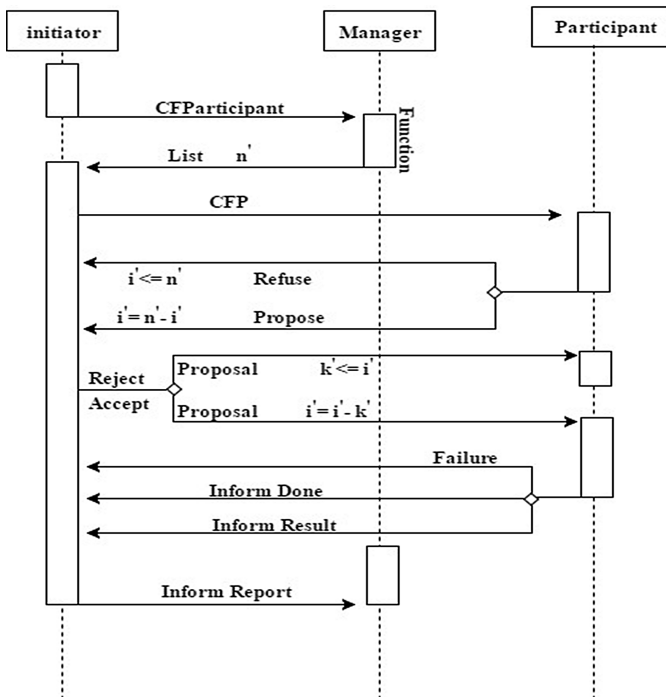 initiator
Manager
Participant
CFParticipant
Function
List n'
CFP
i'<= n' Refuse
i'= n'- i' Propose
Reject Proposal k'<= i'
Accept Proposal i'= i'- k'
Failure
Inform Done
Inform Result
Inform Report